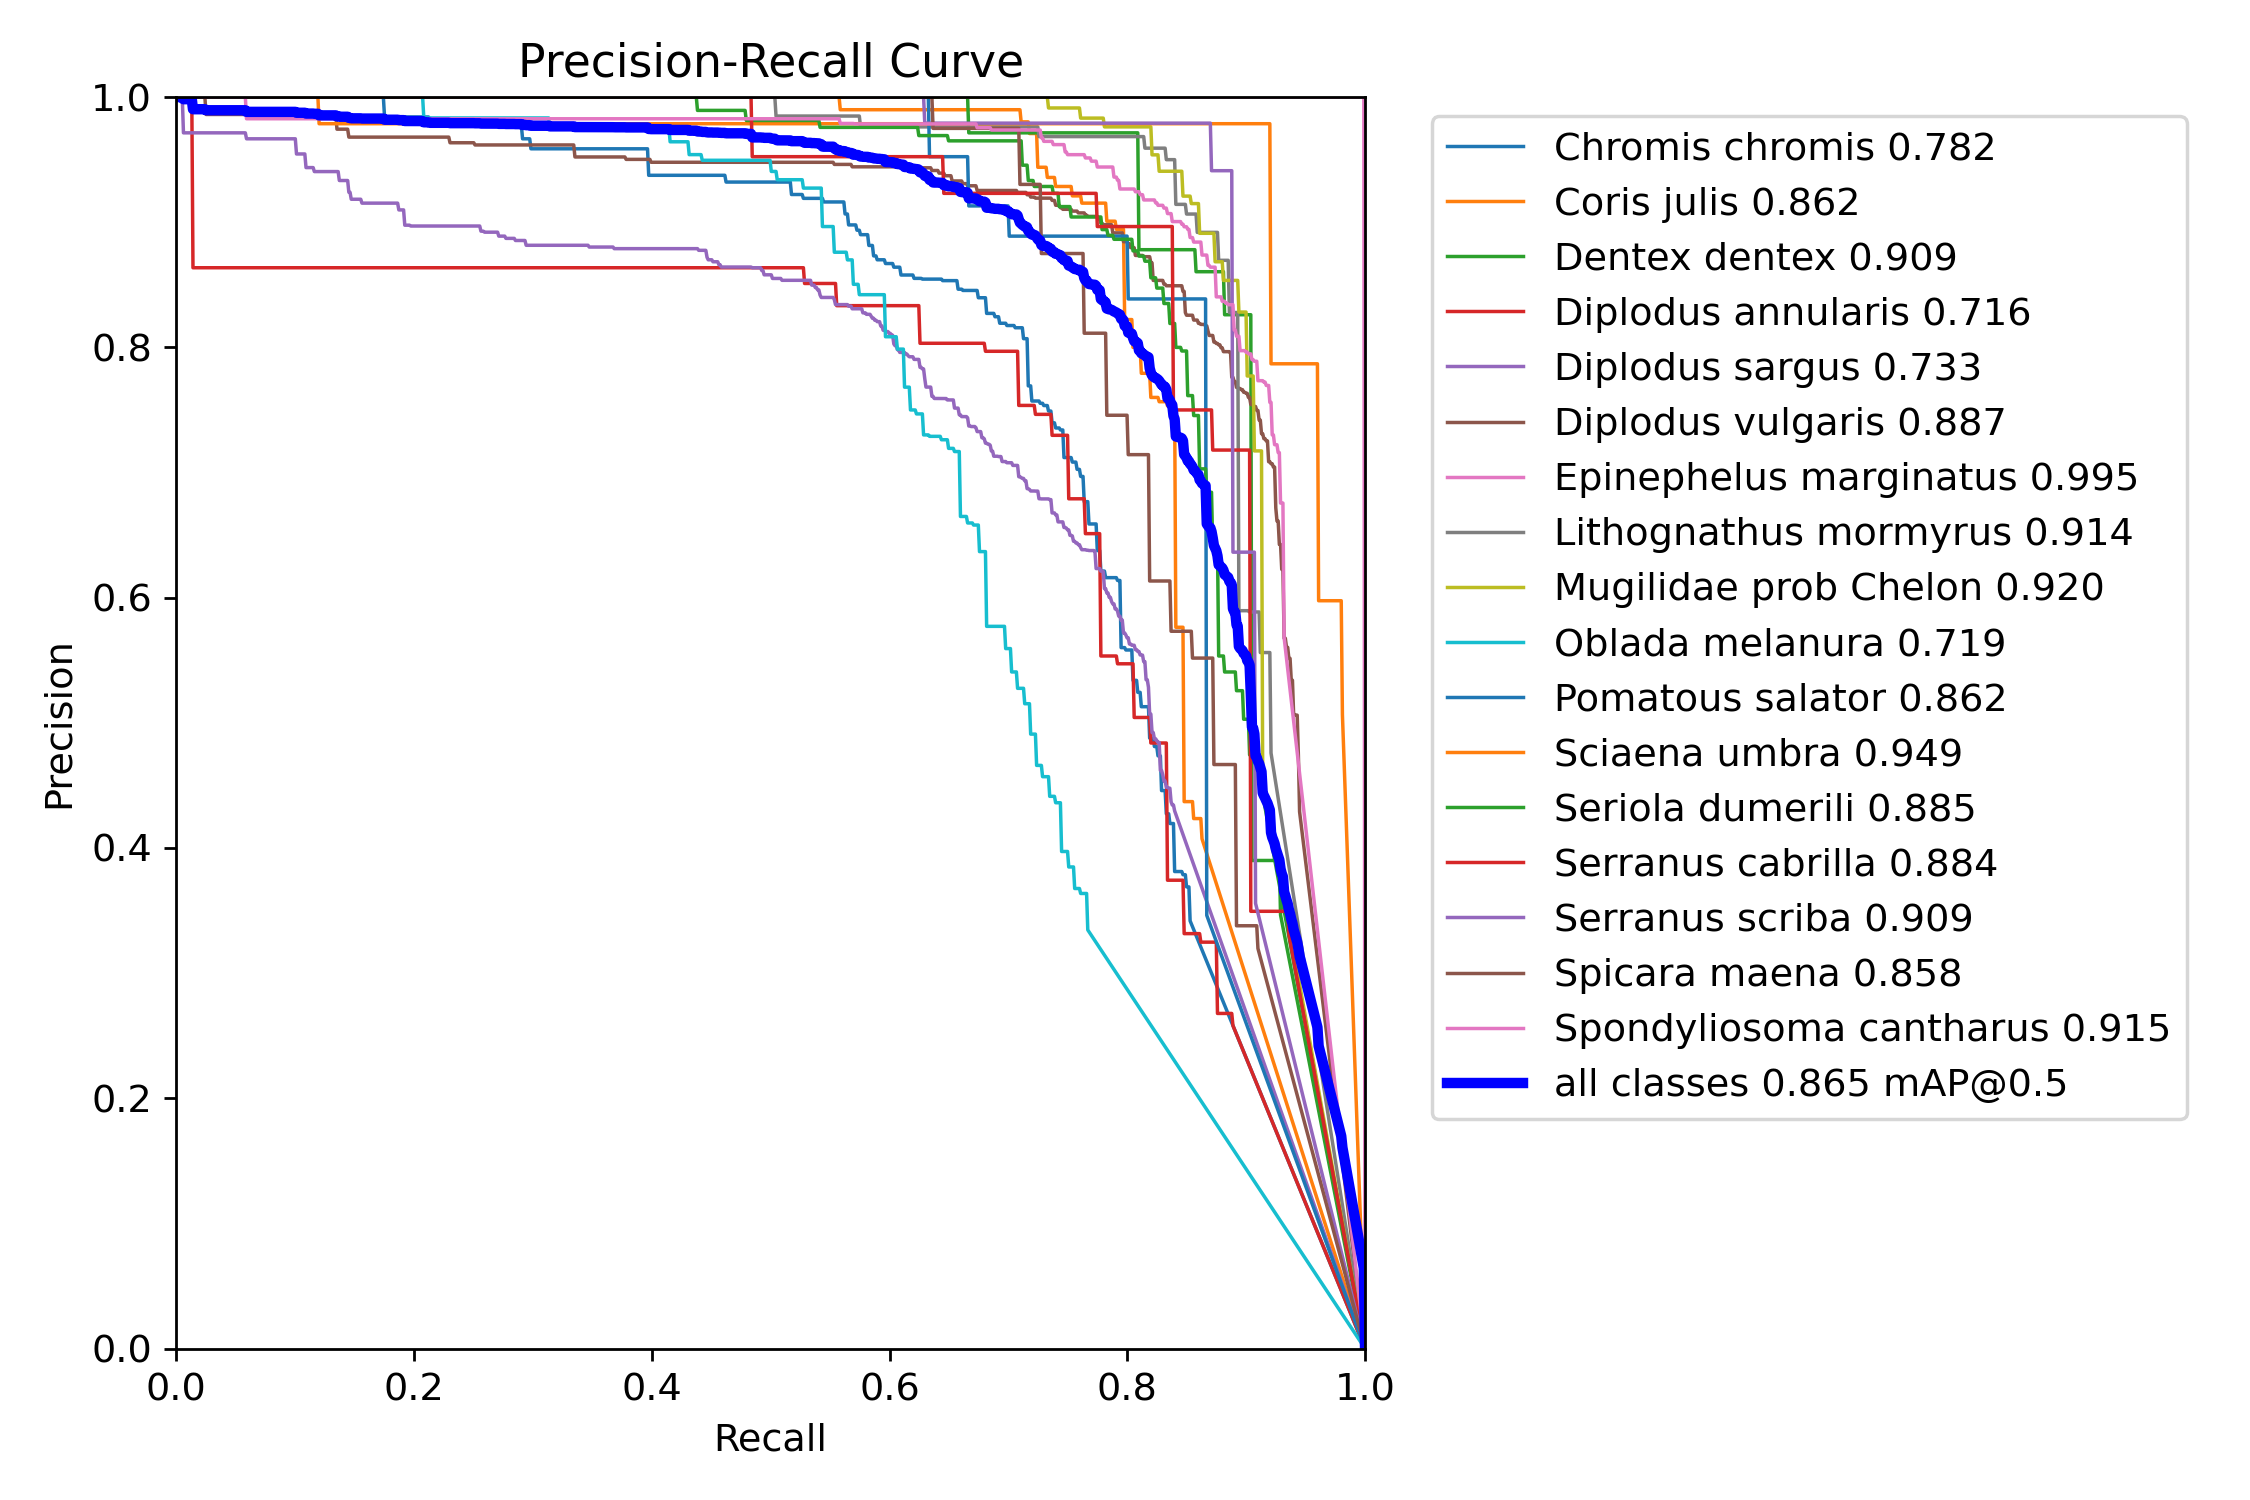 Precision-Recall Curve
1.0
0.8
0.6
0.4
0.2
0.0
Precision
0.0 0.2 0.4 0.6 0.8 1.0
Recall
Chromis chromis 0.782
Coris julis 0.862
Dentex dentex 0.909
Diplodus annularis 0.716
Diplodus sargus 0.733
Diplodus vulgaris 0.887
Epinephelus marginatus 0.995
Lithognathus mormyrus 0.914
Mugilidae prob Chelon 0.920
Oblada melanura 0.719
Pomatous salator 0.862
Sciaena umbra 0.949
Seriola dumerili 0.885
Serranus cabrilla 0.884
Serranus scriba 0.909
Spicara maena 0.858
Spondyliosoma cantharus 0.915
all classes 0.865 mAP@0.5